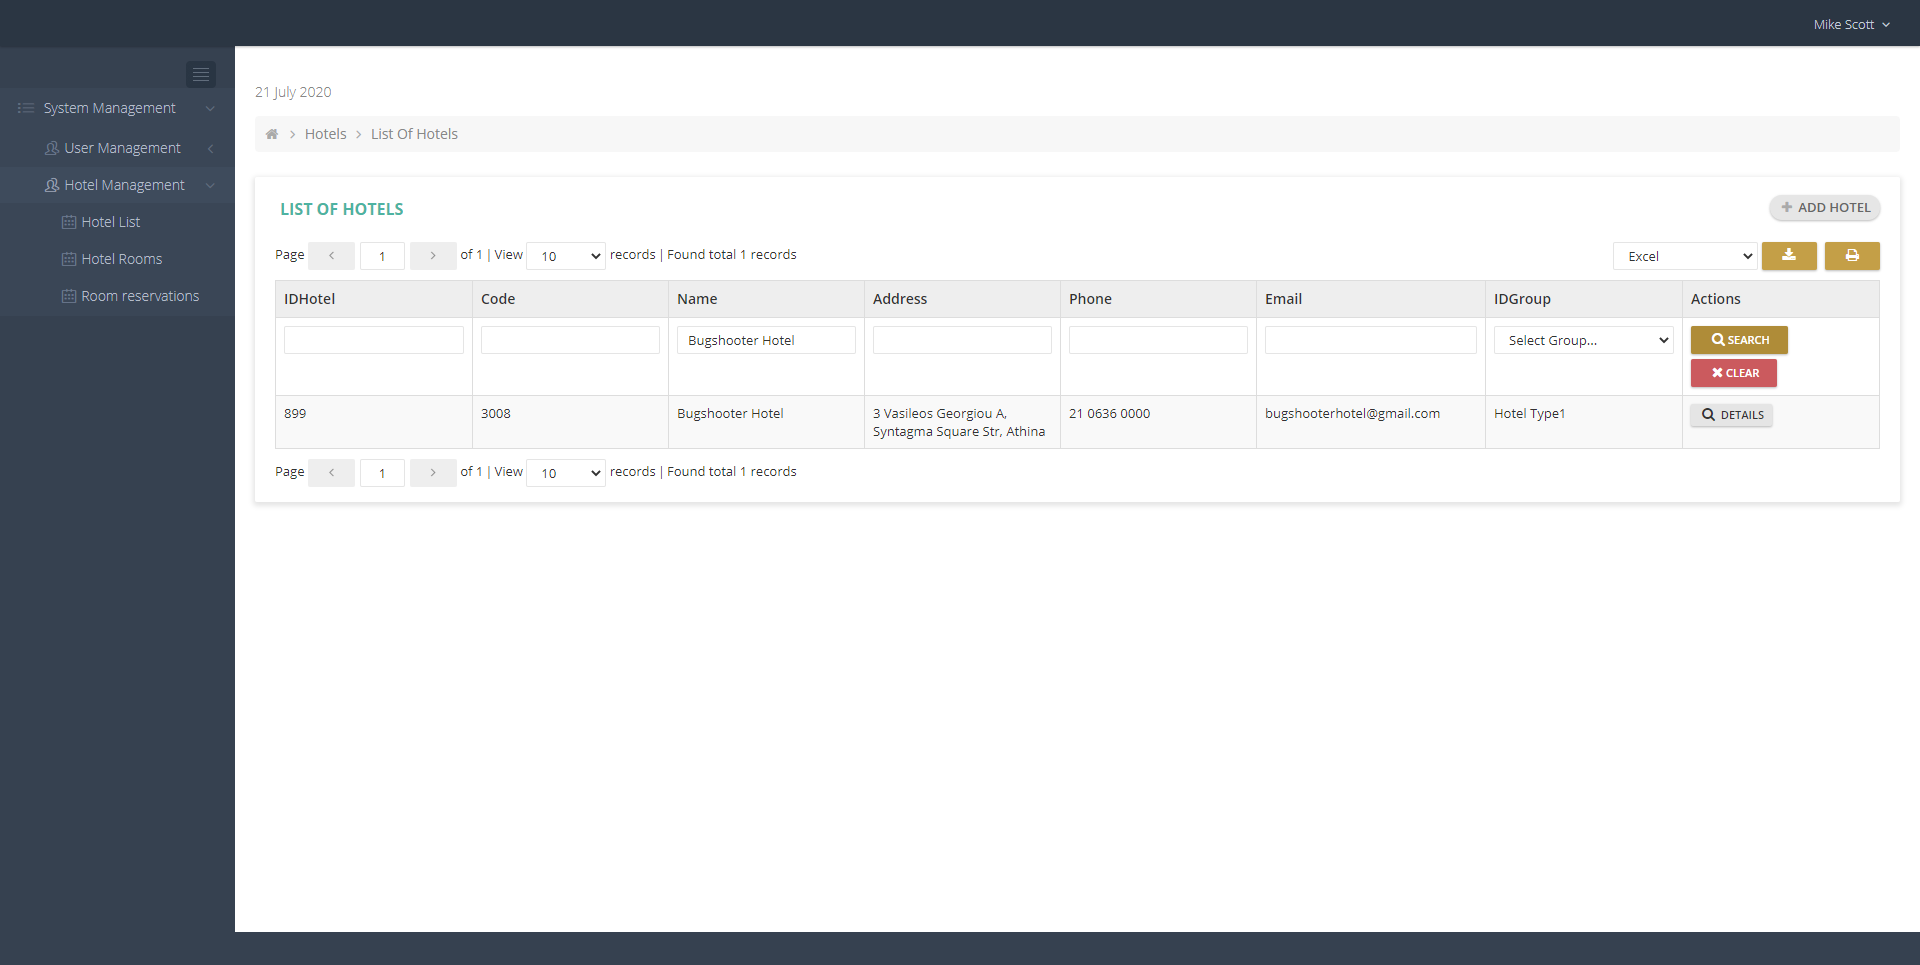 Mike Scott
System Management
User Management
Hotel Management
Hotel List
Hotel Rooms
Room reservations
21 July 2020
Hotels > List Of Hotels
LIST OF HOTELS
ADD HOTEL
Page 1 of 1 | View 10 records | Found total 1 records
Excel
IDHotel Code Name Address Phone Email IDGroup Actions
Bugshooter Hotel Select Group... SEARCH
CLEAR
899 3008 Bugshooter Hotel 3 Vasileos Georgiou A, 21 0636 0000 bugshooterhotel@gmail.com Hotel Type1 DETAILS
Syntagma Square Str, Athina
Page 1 of 1 | View 10 records | Found total 1 records